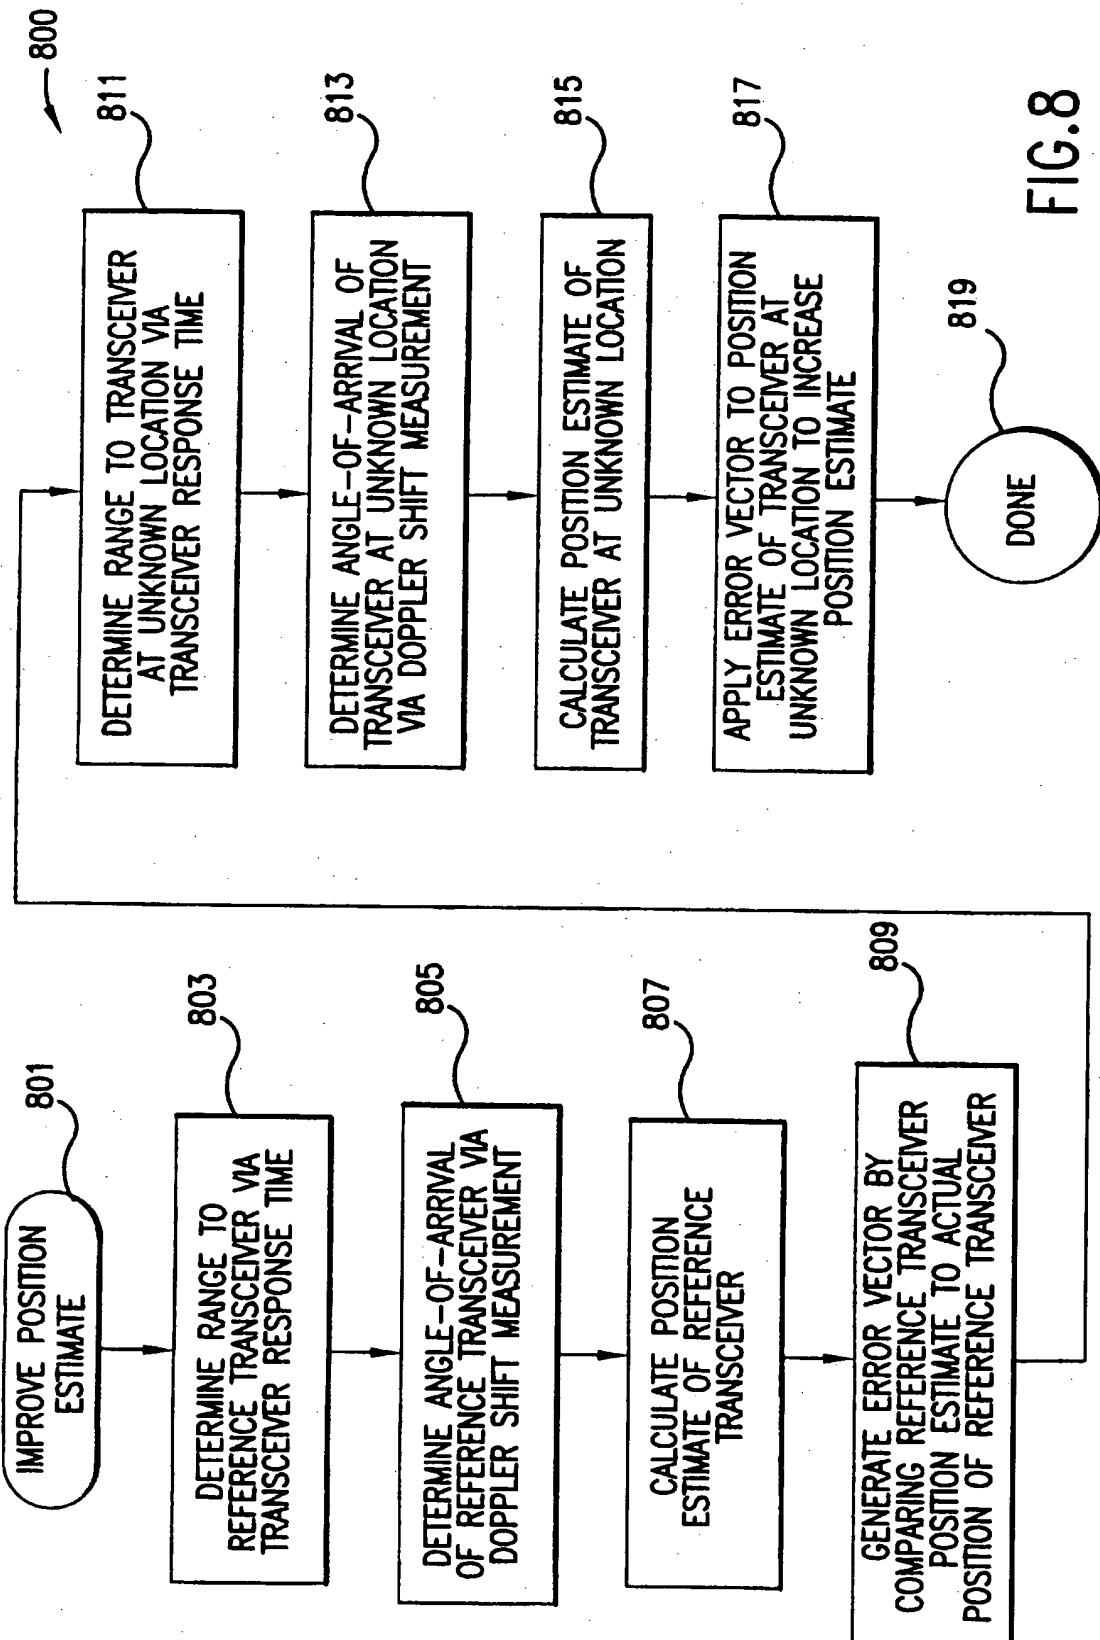 800
IMPROVE POSITION
ESTIMATE
801
DETERMINE RANGE TO
REFERENCE TRANSCEIVER VIA
TRANSCEIVER RESPONSE TIME
803
DETERMINE ANGLE-OF-ARRIVAL
OF REFERENCE TRANSCEIVER VIA
DOPPLER SHIFT MEASUREMENT
805
CALCULATE POSITION
ESTIMATE OF REFERENCE
TRANSCEIVER
807
GENERATE ERROR VECTOR BY
COMPARING REFERENCE TRANSCEIVER
POSITION ESTIMATE TO ACTUAL
POSITION OF REFERENCE TRANSCEIVER
809
DETERMINE RANGE TO TRANSCEIVER
AT UNKNOWN LOCATION VIA
TRANSCEIVER RESPONSE TIME
811
DETERMINE ANGLE-OF-ARRIVAL OF
TRANSCEIVER AT UNKNOWN LOCATION
VIA DOPPLER SHIFT MEASUREMENT
813
CALCULATE POSITION ESTIMATE OF
TRANSCEIVER AT UNKNOWN LOCATION
815
APPLY ERROR VECTOR TO POSITION
ESTIMATE OF TRANSCEIVER AT
UNKNOWN LOCATION TO INCREASE
POSITION ESTIMATE
817
DONE
819
FIG.8